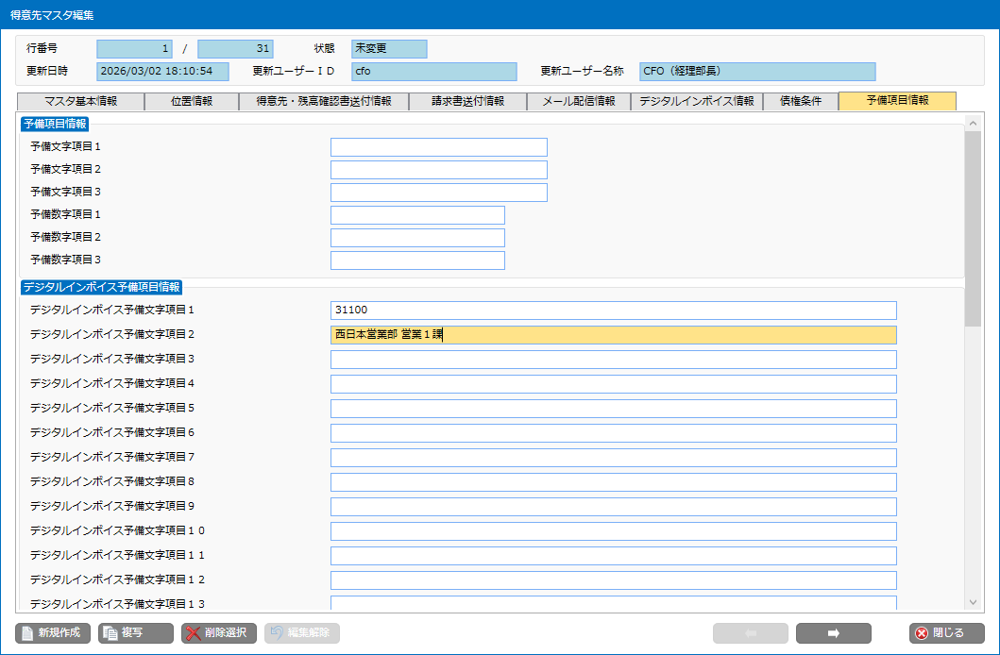 得意先マスタ編集
行番号 1 / 31 状態 未変更
更新日時 2026/03/02 18:10:54 更新ユーザーＩＤ cfo 更新ユーザー名称 CFO（経理部長）
マスタ基本情報 位置情報 得意先・残高確認書送付情報 請求書送付情報 メール配信情報 デジタルインボイス情報 債権条件 予備項目情報
予備項目情報
予備文字項目１
予備文字項目２
予備文字項目３
予備数字項目１
予備数字項目２
予備数字項目３
デジタルインボイス予備項目情報
デジタルインボイス予備文字項目１ 31100
デジタルインボイス予備文字項目２ 西日本営業部 営業１課
デジタルインボイス予備文字項目３
デジタルインボイス予備文字項目４
デジタルインボイス予備文字項目５
デジタルインボイス予備文字項目６
デジタルインボイス予備文字項目７
デジタルインボイス予備文字項目８
デジタルインボイス予備文字項目９
デジタルインボイス予備文字項目１０
デジタルインボイス予備文字項目１１
デジタルインボイス予備文字項目１２
デジタルインボイス予備文字項目１３
新規作成 複写 削除選択 編集解除 閉じる